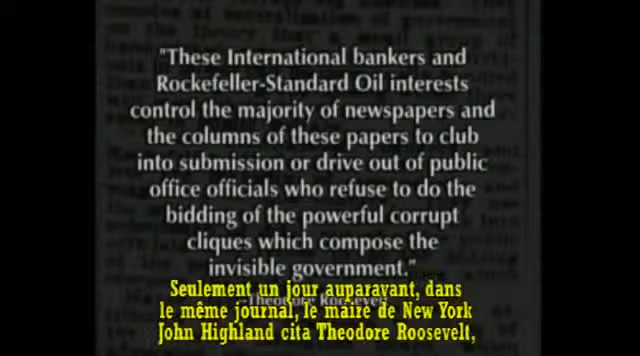 "These International bankers and
Rockefeller-Standard Oil interests
control the majority of newspapers and
the columns of these papers to club
into submission or drive out of public
office officials who refuse to do the
bidding of the powerful corrupt
cliques which compose the
invisible government."
-Theodore Roosevelt
Seulement un jour auparavant, dans
le même journal, le maire de New York
John Highland cita Theodore Roosevelt,